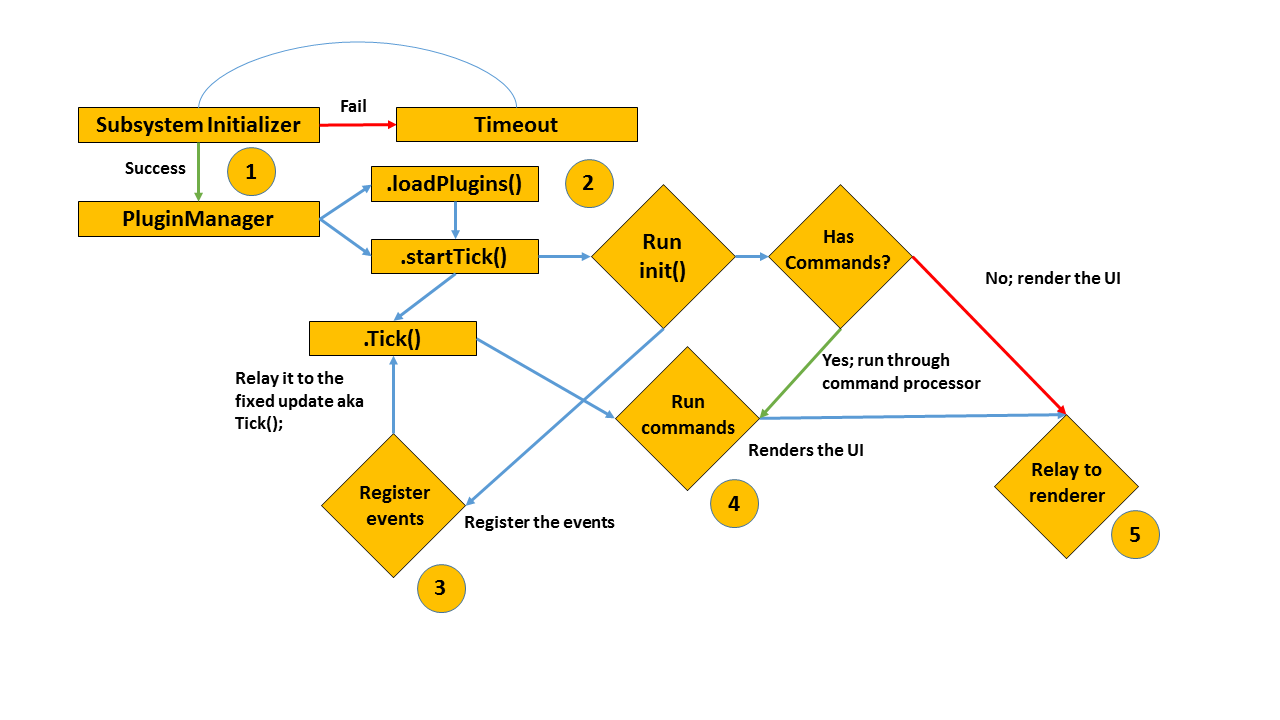 Fail
Subsystem Initializer
Timeout
Success
1
.loadPlugins()
2
PluginManager
.startTick()
Run
init()
Has
Commands?
No; render the UI
.Tick()
Yes; run through
command processor
Relay it to the
fixed update aka
Tick();
Run
commands
Renders the UI
Relay to
renderer
Register
events
Register the events
4
5
3